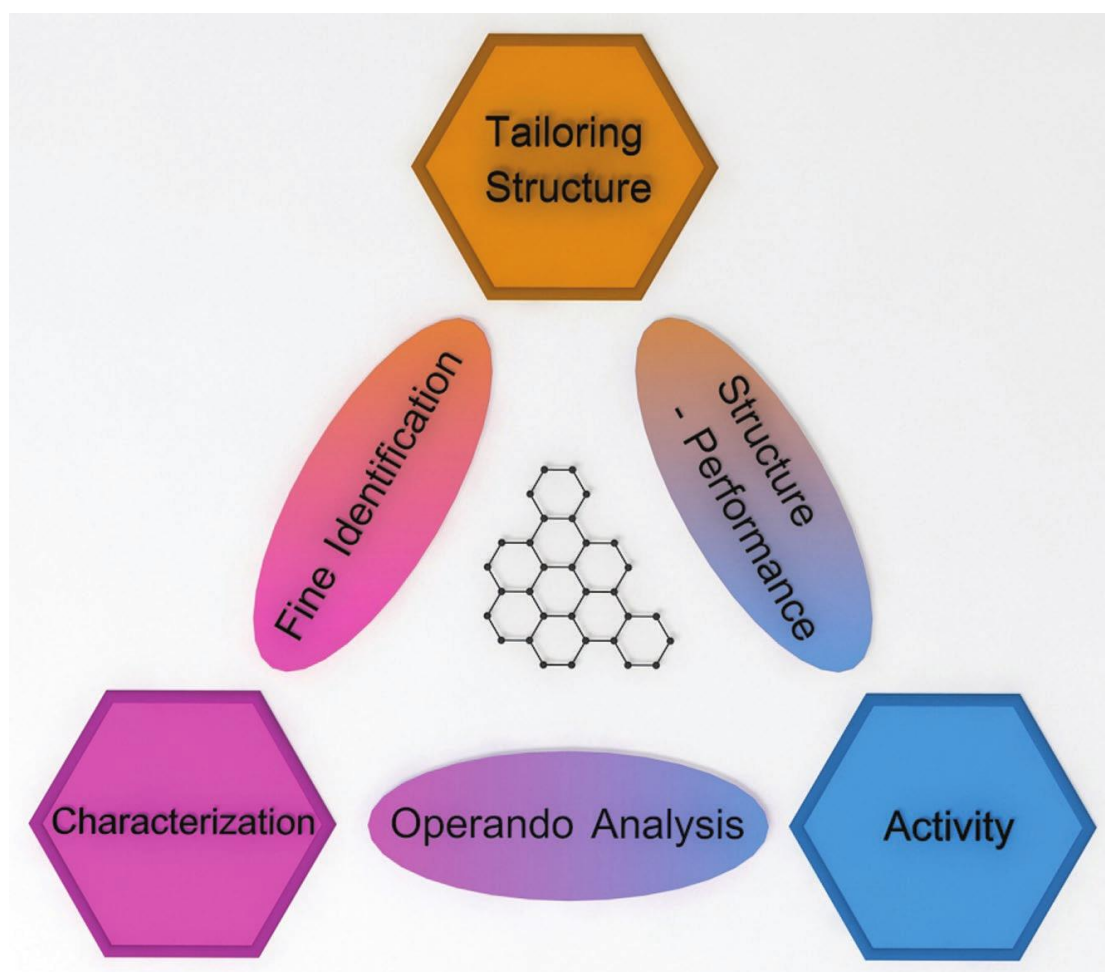 Tailoring
Structure
Fine Identification
Structure
- Performance
Characterization
Operando Analysis
Activity